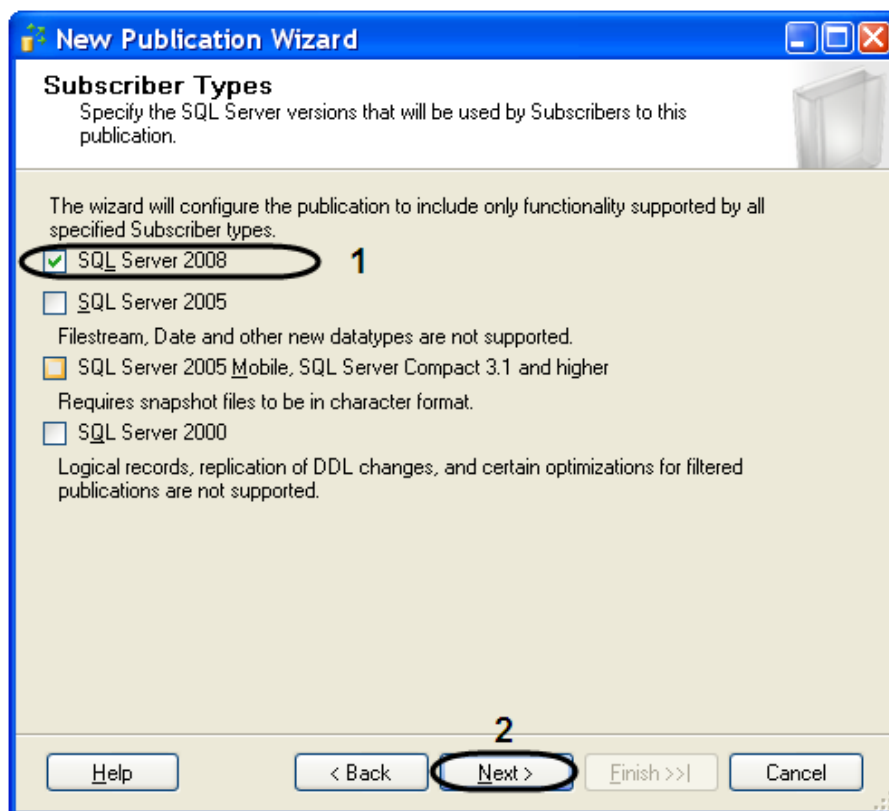 New Publication Wizard
Subscriber Types
Specify the SQL Server versions that will be used by Subscribers to this
publication.
The wizard will configure the publication to include only functionality supported by all
specified Subscriber types.
SQL Server 2008 1
SQL Server 2005
Filestream, Date and other new datatypes are not supported.
SQL Server 2005 Mobile, SQL Server Compact 3.1 and higher
Requires snapshot files to be in character format.
SQL Server 2000
Logical records, replication of DDL changes, and certain optimizations for filtered
publications are not supported.
2
Help < Back Next > Finish >>| Cancel